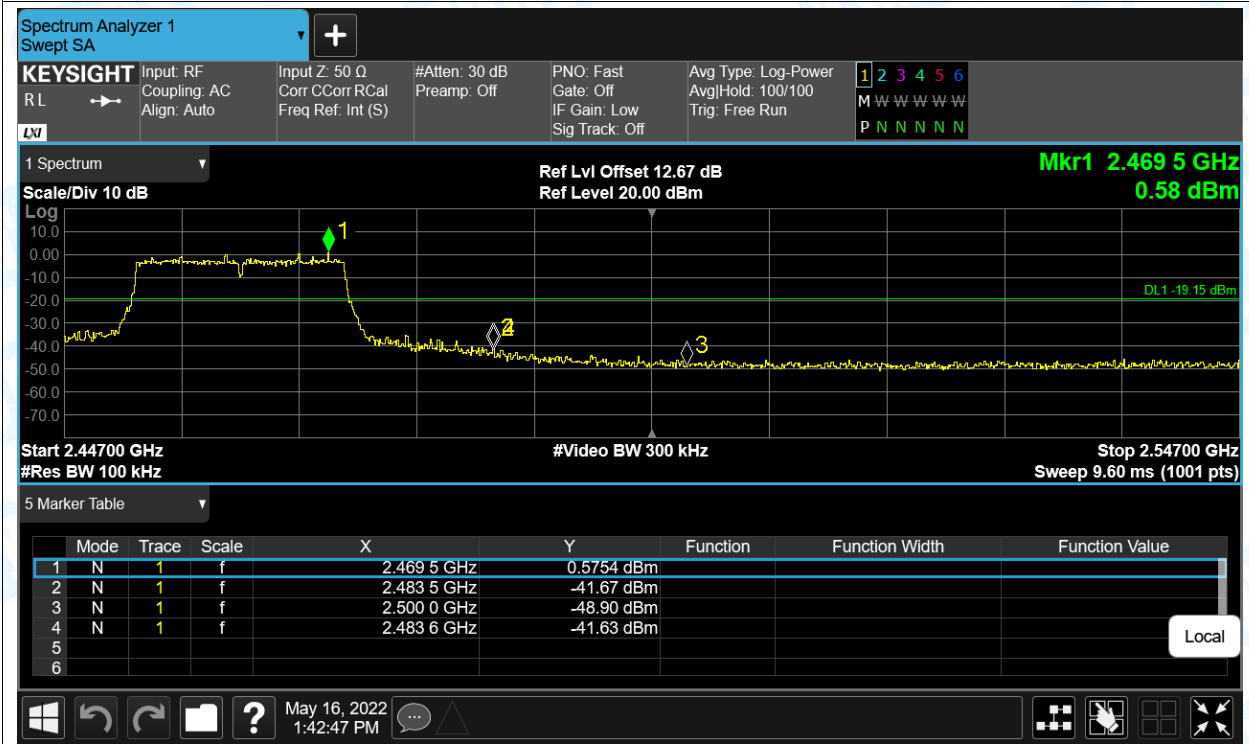 Spectrum Analyzer 1
Swept SA
KEYSIGHT
R L
LXI
Input: RF
Coupling: AC
Align: Auto
Input Z: 50 Ω
Corr CCorr RCal
Freq Ref: Int (S)
#Atten: 30 dB
Preamp: Off
PNO: Fast
Gate: Off
IF Gain: Low
Sig Track: Off
Avg Type: Log-Power
Avg|Hold: 100/100
Trig: Free Run
1 2 3 4 5 6
M W W W W W
P N N N N N
1 Spectrum
Scale/Div 10 dB
Ref Lvl Offset 12.67 dB
Ref Level 20.00 dBm
Mkr1 2.469 5 GHz
0.58 dBm
Log
10.0
0.00
-10.0
-20.0
-30.0
-40.0
-50.0
-60.0
-70.0
1
3
DL1 -19.15 dBm
Start 2.44700 GHz
#Res BW 100 kHz
#Video BW 300 kHz
Stop 2.54700 GHz
Sweep 9.60 ms (1001 pts)
5 Marker Table
Mode Trace Scale X Y Function Function Width Function Value
1 N 1 f 2.469 5 GHz 0.5754 dBm
2 N 1 f 2.483 5 GHz -41.67 dBm
3 N 1 f 2.500 0 GHz -48.90 dBm
4 N 1 f 2.483 6 GHz -41.63 dBm
5
6
Local
?
May 16, 2022
1:42:47 PM